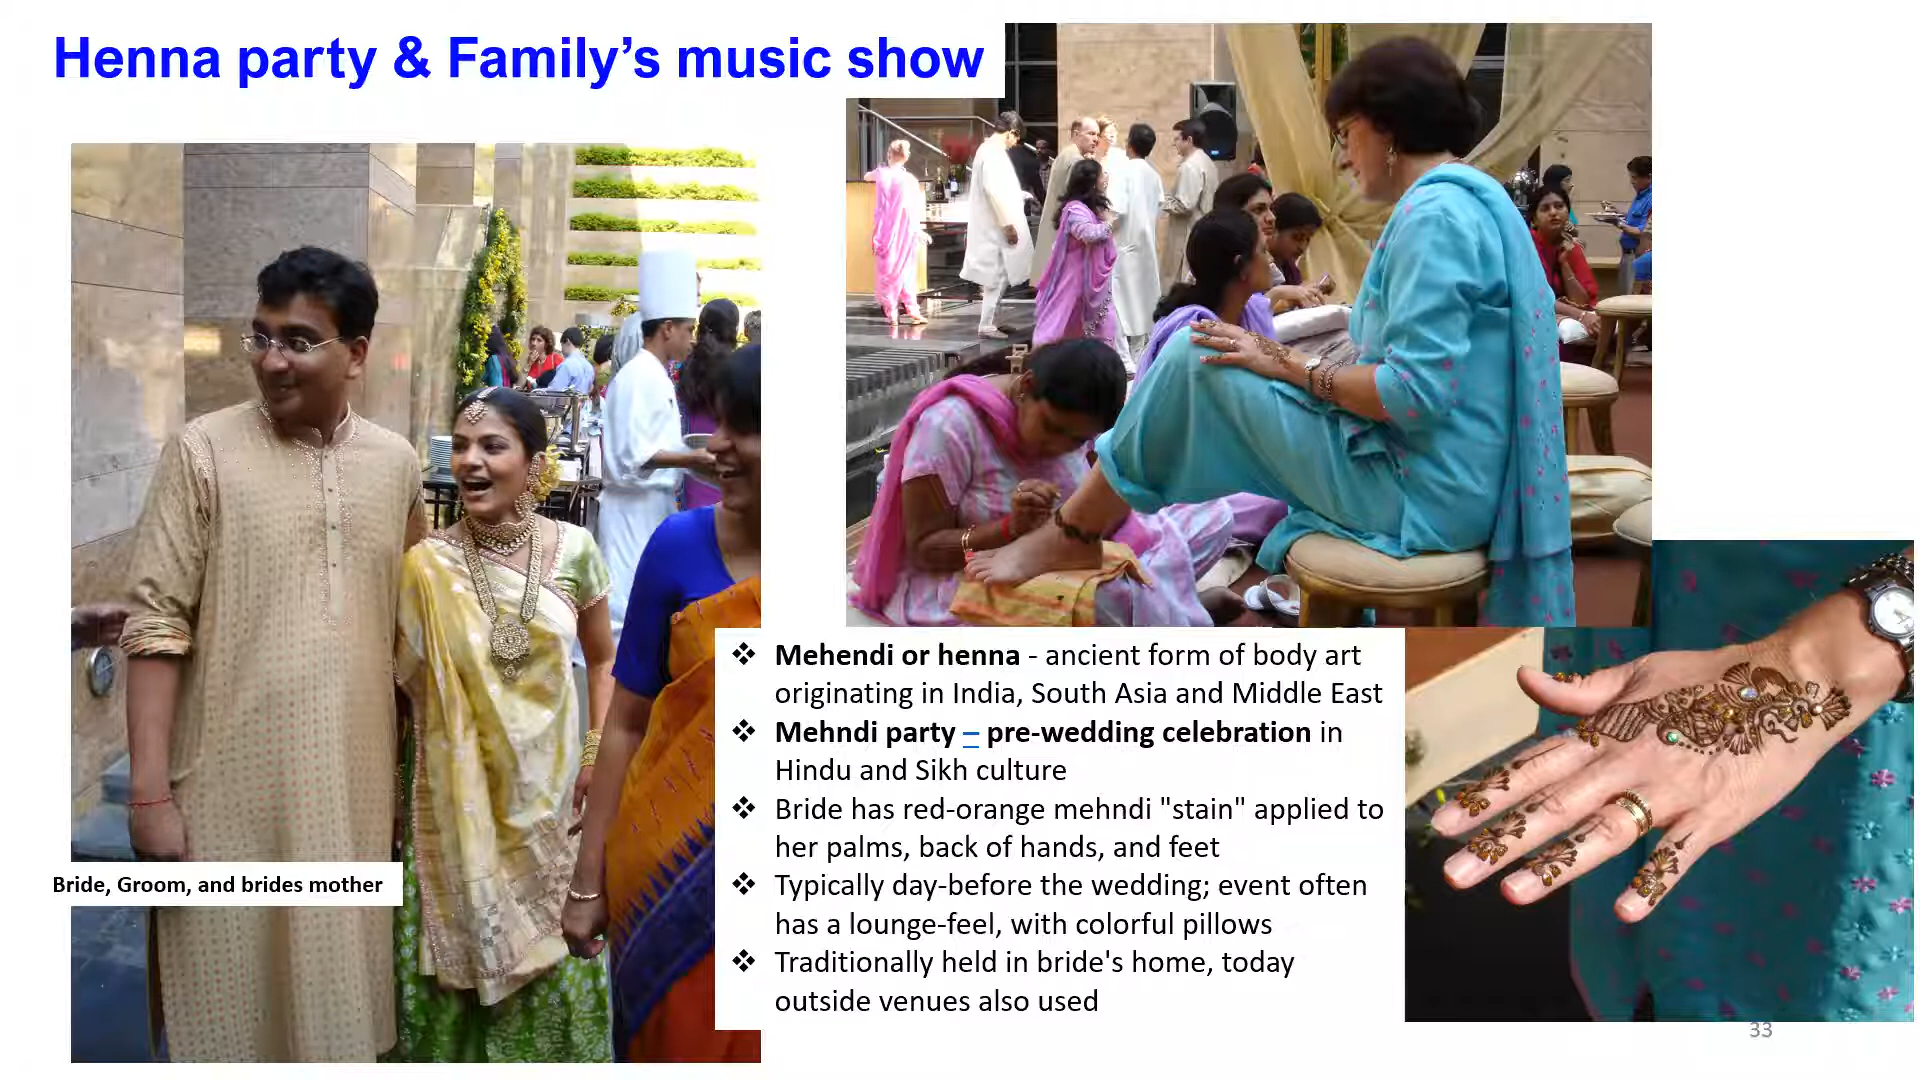 Henna party & Family’s music show
Bride, Groom, and brides mother
❖ Mehendi or henna - ancient form of body art
originating in India, South Asia and Middle East
❖ Mehndi party – pre-wedding celebration in
Hindu and Sikh culture
❖ Bride has red-orange mehndi "stain" applied to
her palms, back of hands, and feet
❖ Typically day-before the wedding; event often
has a lounge-feel, with colorful pillows
❖ Traditionally held in bride's home, today
outside venues also used
33